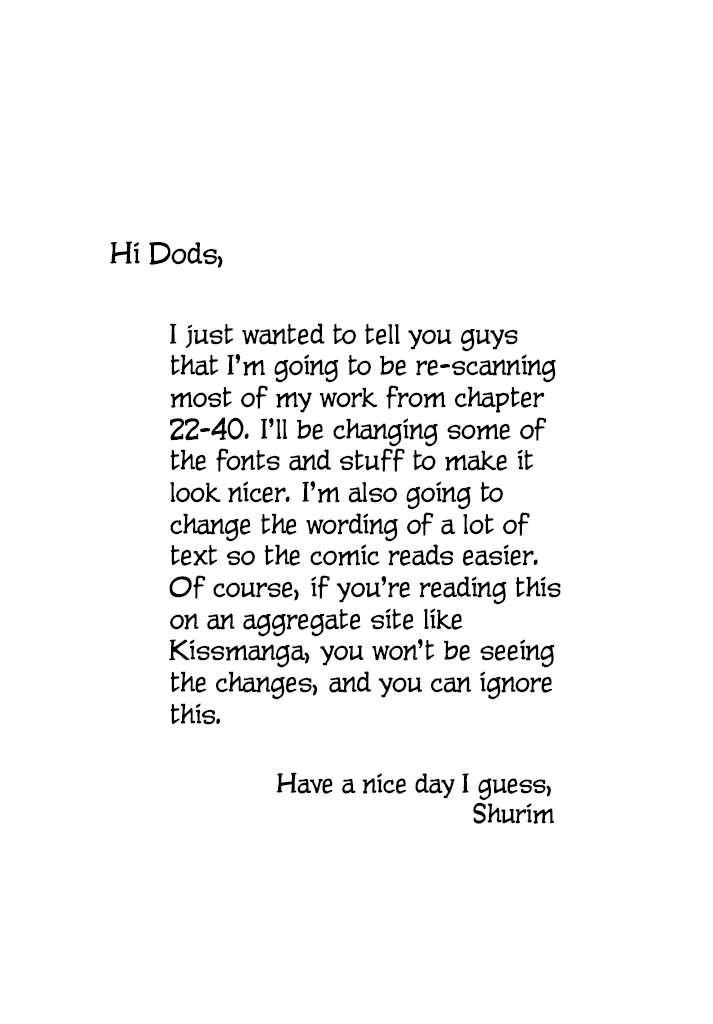 Hi Dods,
I just wanted to tell you guys
that I'm going to be re-scanning
most of my work from chapter
22-40. I'll be changing some of
the fonts and stuff to make it
look nicer. I'm also going to
change the wording of a lot of
text so the comic reads easier.
Of course, if you're reading this
on an aggregate site like
Kissmanga, you won't be seeing
the changes, and you can ignore
this.
Have a nice day I guess,
Shurim